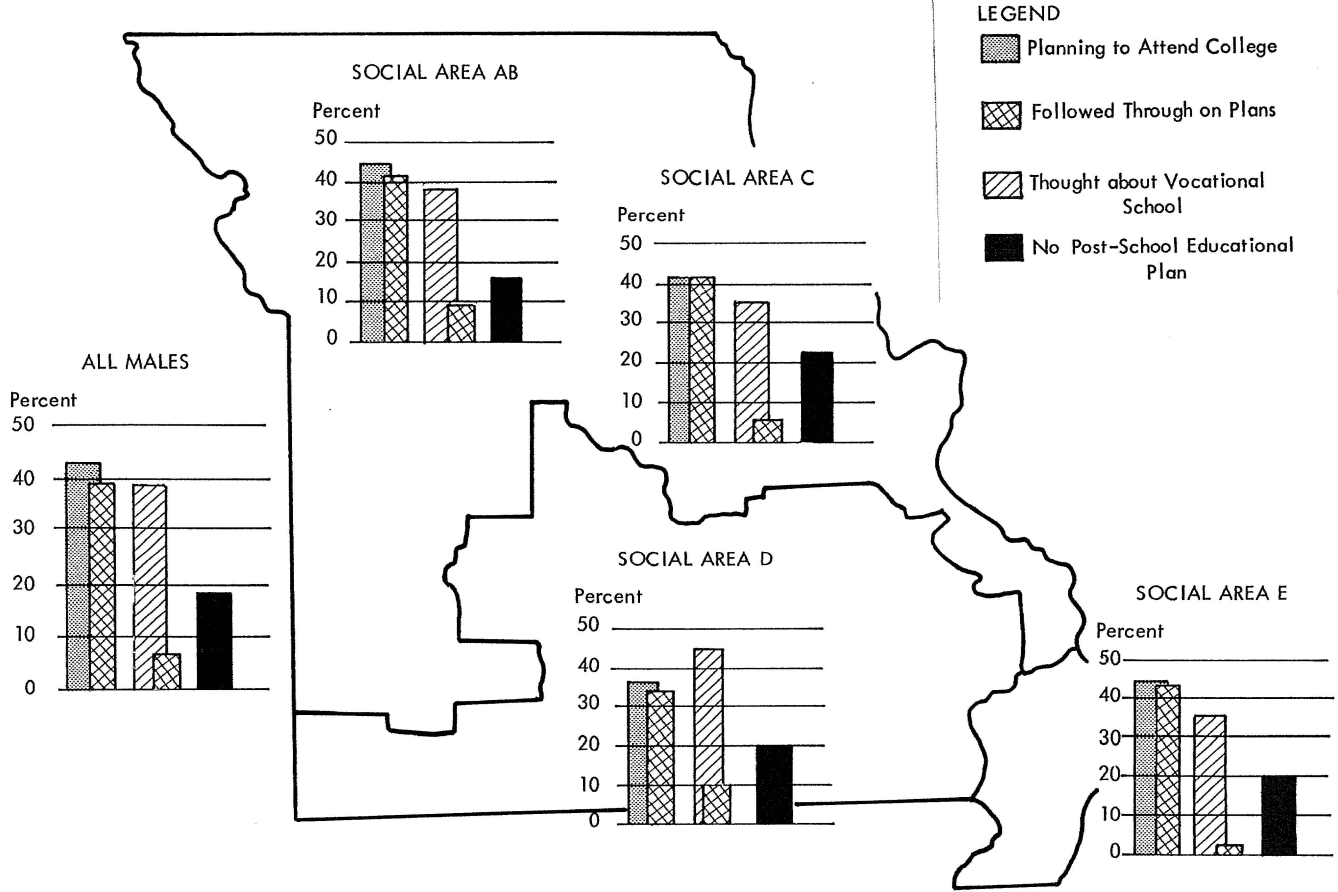 LEGEND
Planning to Attend College
Followed Through on Plans
Thought about Vocational
School
No Post-School Educational
Plan
SOCIAL AREA AB
Percent
50
40
30
20
10
0
SOCIAL AREA C
Percent
50
40
30
20
10
0
ALL MALES
Percent
50
40
30
20
10
0
SOCIAL AREA D
Percent
50
40
30
20
10
0
SOCIAL AREA E
Percent
50
40
30
20
10
0